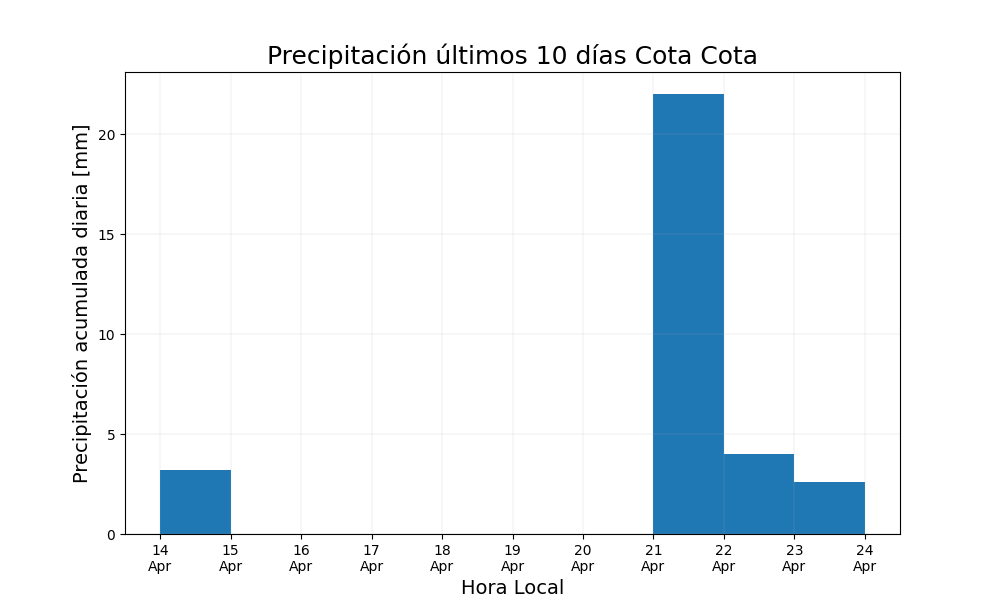 Precipitación últimos 10 días Cota Cota
Precipitación acumulada diaria [mm]
20
15
10
5
0
14 15 16 17 18 19 20 21 22 23 24
Apr Apr Apr Apr Apr Apr Apr Apr Apr Apr Apr
Hora Local